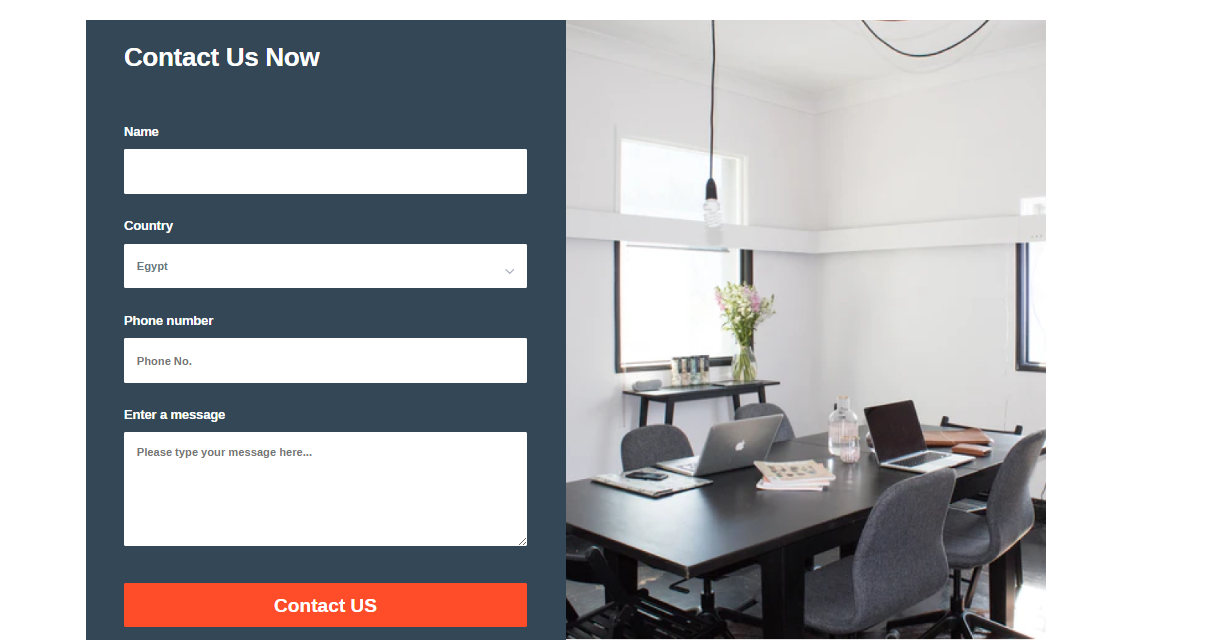 Contact Us Now
Name
Country
Egypt
Phone number
Phone No.
Enter a message
Please type your message here...
Contact US